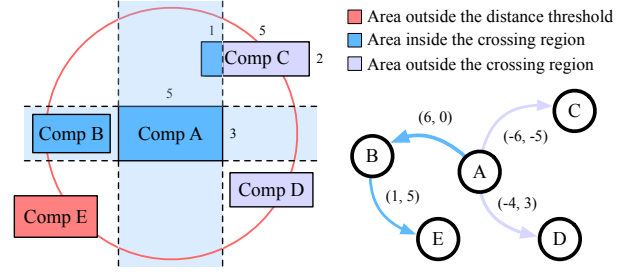 1
5
Comp C
2
5
Comp B
Comp A
3
Comp D
Comp E
Area outside the distance threshold
Area inside the crossing region
Area outside the crossing region
C
(6, 0)
(-6, -5)
B
A
(1, 5)
(-4, 3)
E
D